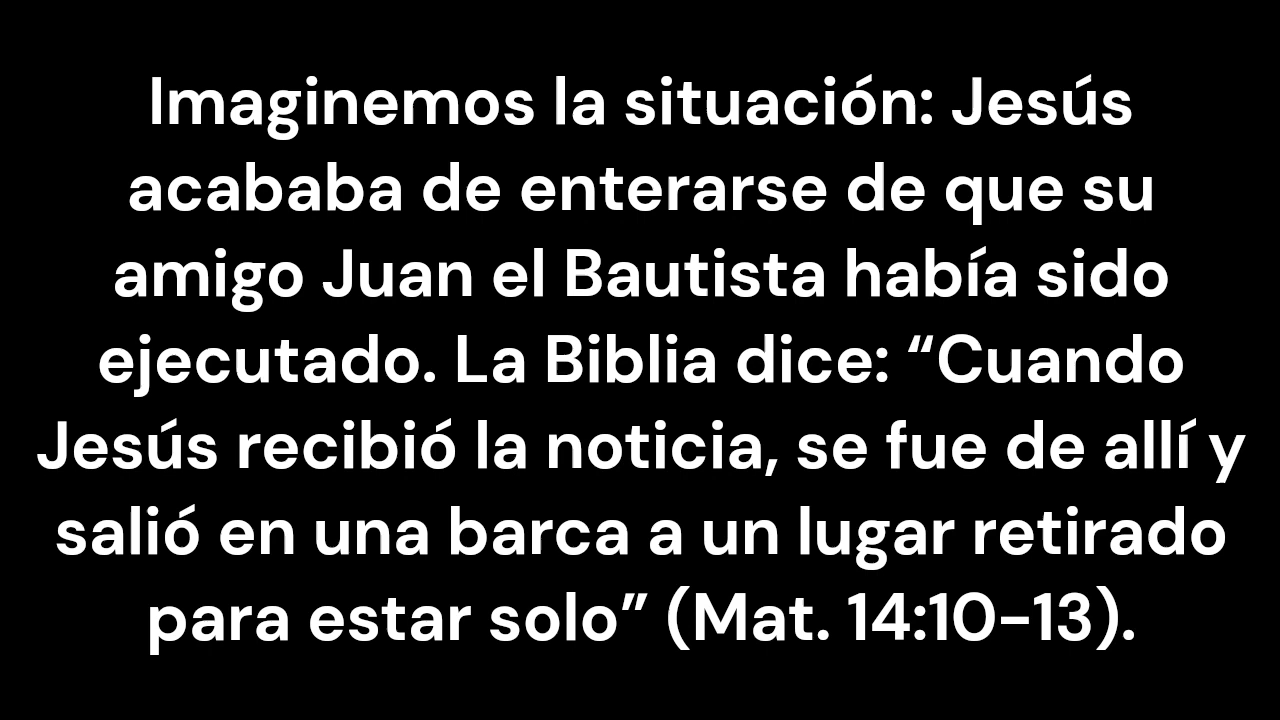 Imaginemos la situación: Jesús
acababa de enterarse de que su
amigo Juan el Bautista había sido
ejecutado. La Biblia dice: “Cuando
Jesús recibió la noticia, se fue de allí y
salió en una barca a un lugar retirado
para estar solo” (Mat. 14:10-13).